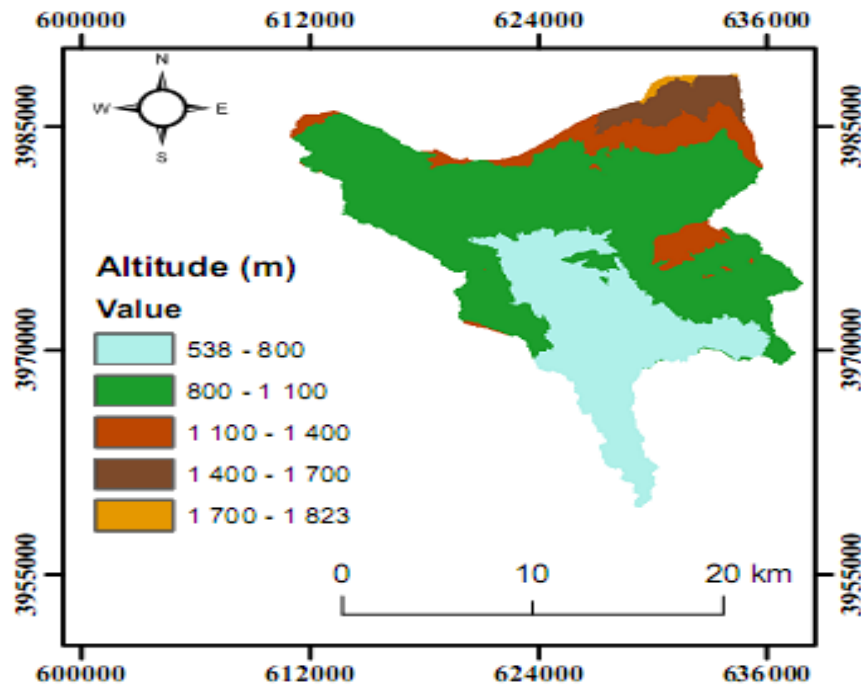 600000 612000 624000 636000
N
W E
S
3985000 3985000
Altitude (m)
Value
538 - 800
3970000 3970000
800 - 1 100
1 100 - 1 400
1 400 - 1 700
1 700 - 1 823
3955000 3955000
0 10 20 km
600000 612000 624000 636000